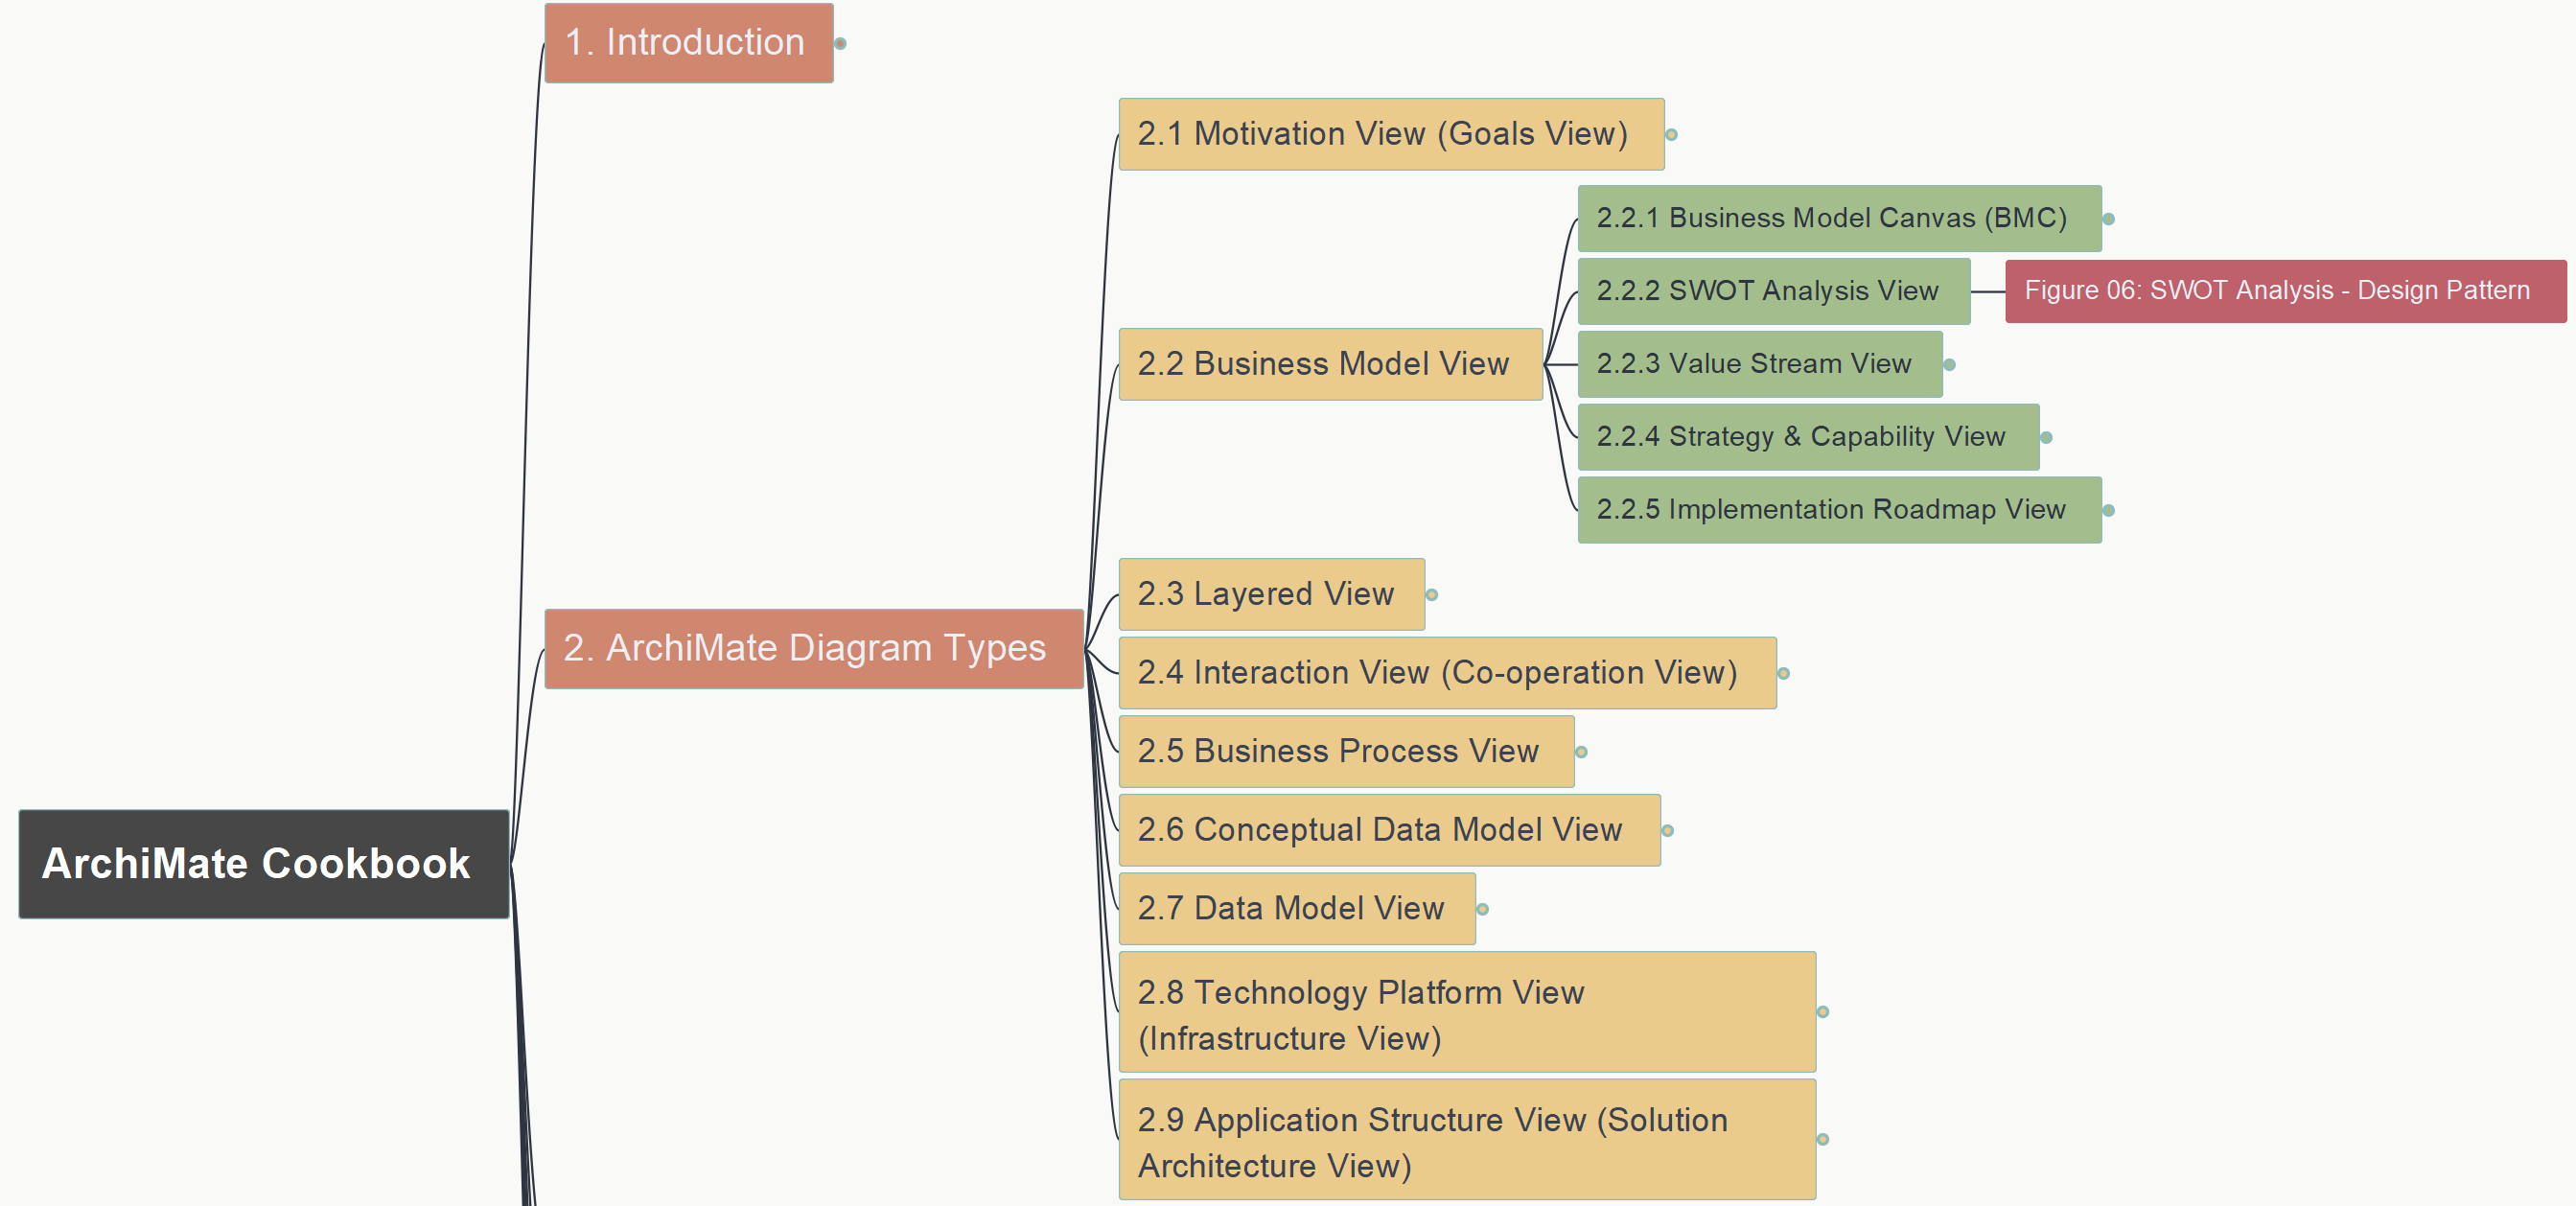 1. Introduction
2.1 Motivation View (Goals View)
2.2.1 Business Model Canvas (BMC)
2.2.2 SWOT Analysis View
Figure 06: SWOT Analysis - Design Pattern
2.2 Business Model View
2.2.3 Value Stream View
2.2.4 Strategy & Capability View
2.2.5 Implementation Roadmap View
2.3 Layered View
2. ArchiMate Diagram Types
2.4 Interaction View (Co-operation View)
2.5 Business Process View
2.6 Conceptual Data Model View
ArchiMate Cookbook
2.7 Data Model View
2.8 Technology Platform View
(Infrastructure View)
2.9 Application Structure View (Solution
Architecture View)